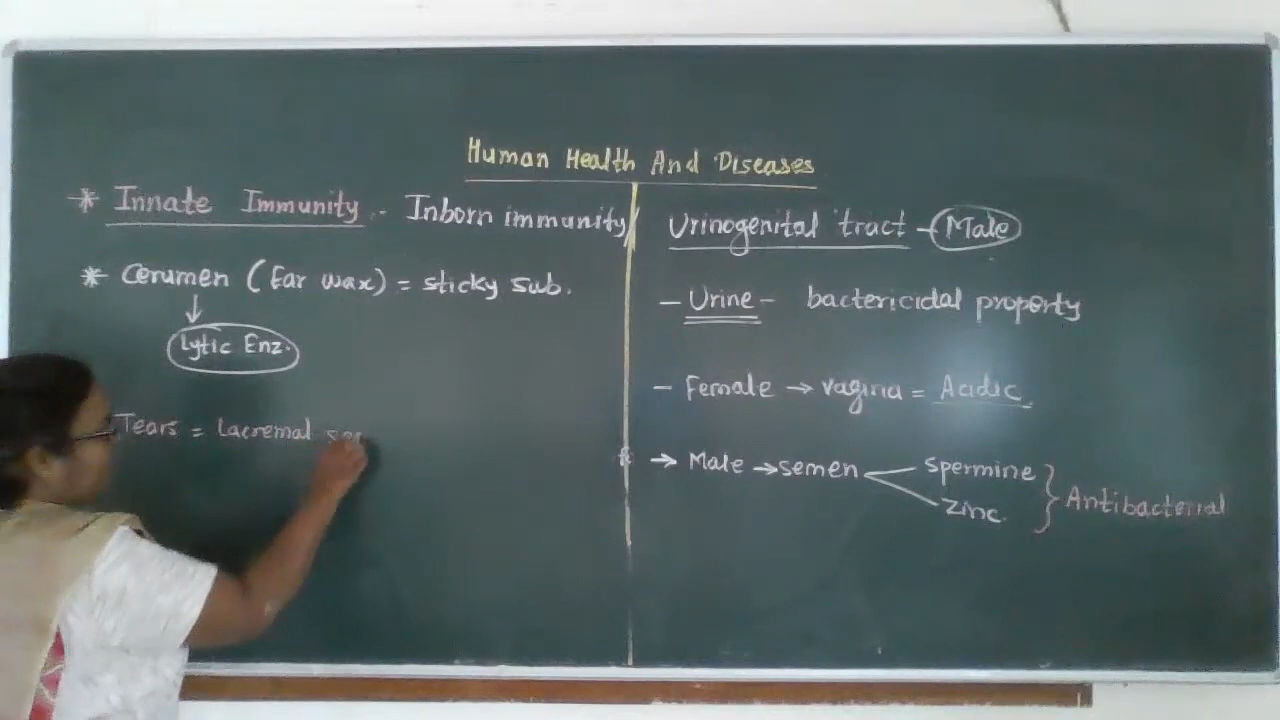 Human Health And Diseases
* Innate Immunity - Inborn immunity
* Cerumen (Ear wax) = sticky sub.
↓
Lytic Enz.
Tears = Lacremal
Urinogenital tract - Male
- Urine - bactericidal property
- Female → vagina = Acidic.
→ Male → semen
spermine
zinc.
} Antibacterial